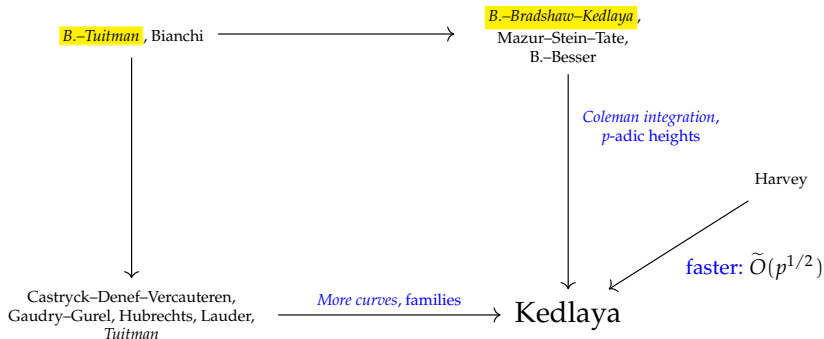 B.–Tuitman, Bianchi
B.–Bradshaw–Kedlaya,
Mazur–Stein–Tate,
B.–Besser
Coleman integration,
p-adic heights
Harvey
faster: Õ(p^{1/2})
Castryck–Denef–Vercauteren,
Gaudry–Gurel, Hubrechts, Lauder,
Tuitman
More curves, families
Kedlaya